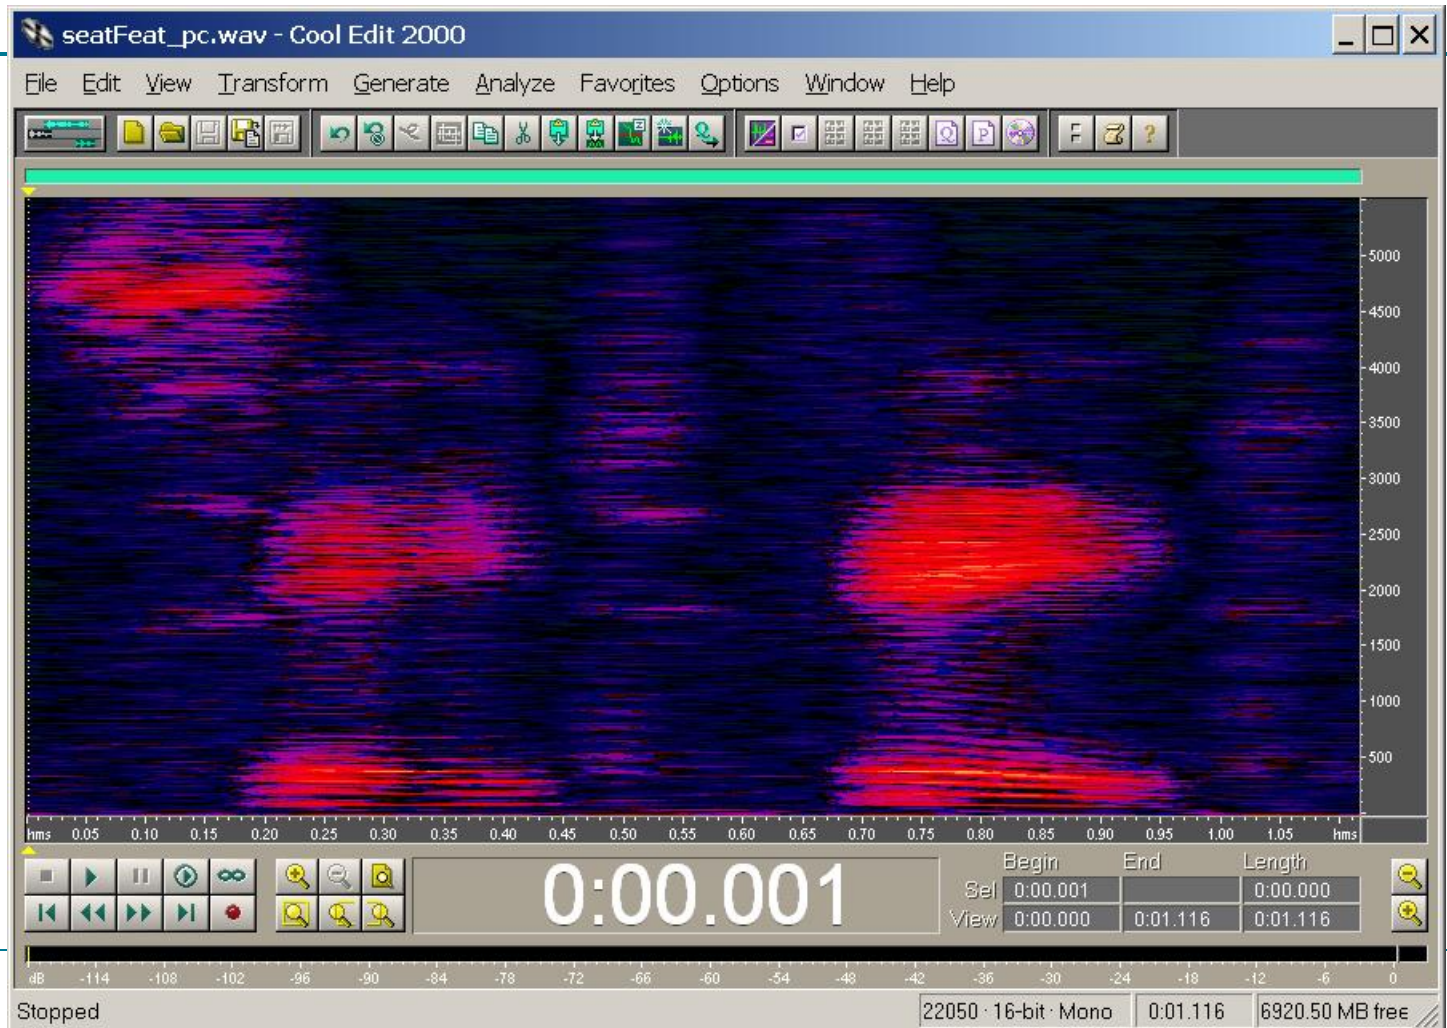 seatFeat_pc.wav - Cool Edit 2000
File Edit View Transform Generate Analyze Favorites Options Window Help
5000
4500
4000
3500
3000
2500
2000
1500
1000
500
hms 0.05 0.10 0.15 0.20 0.25 0.30 0.35 0.40 0.45 0.50 0.55 0.60 0.65 0.70 0.75 0.80 0.85 0.90 0.95 1.00 1.05 hms
0:00.001
Begin End Length
Sel 0:00.001 0:00.000
View 0:00.000 0:01.116 0:01.116
dB -114 -108 -102 -96 -90 -84 -78 -72 -66 -60 -54 -48 -42 -36 -30 -24 -18 -12 -6 0
Stopped 22050 · 16-bit · Mono 0:01.116 6920.50 MB free